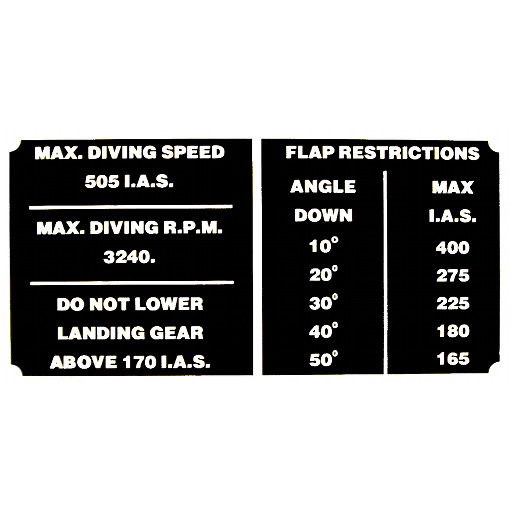 MAX. DIVING SPEED
505 I.A.S.
MAX. DIVING R.P.M.
3240.
DO NOT LOWER
LANDING GEAR
ABOVE 170 I.A.S.
FLAP RESTRICTIONS
ANGLE MAX
DOWN I.A.S.
10° 400
20° 275
30° 225
40° 180
50° 165